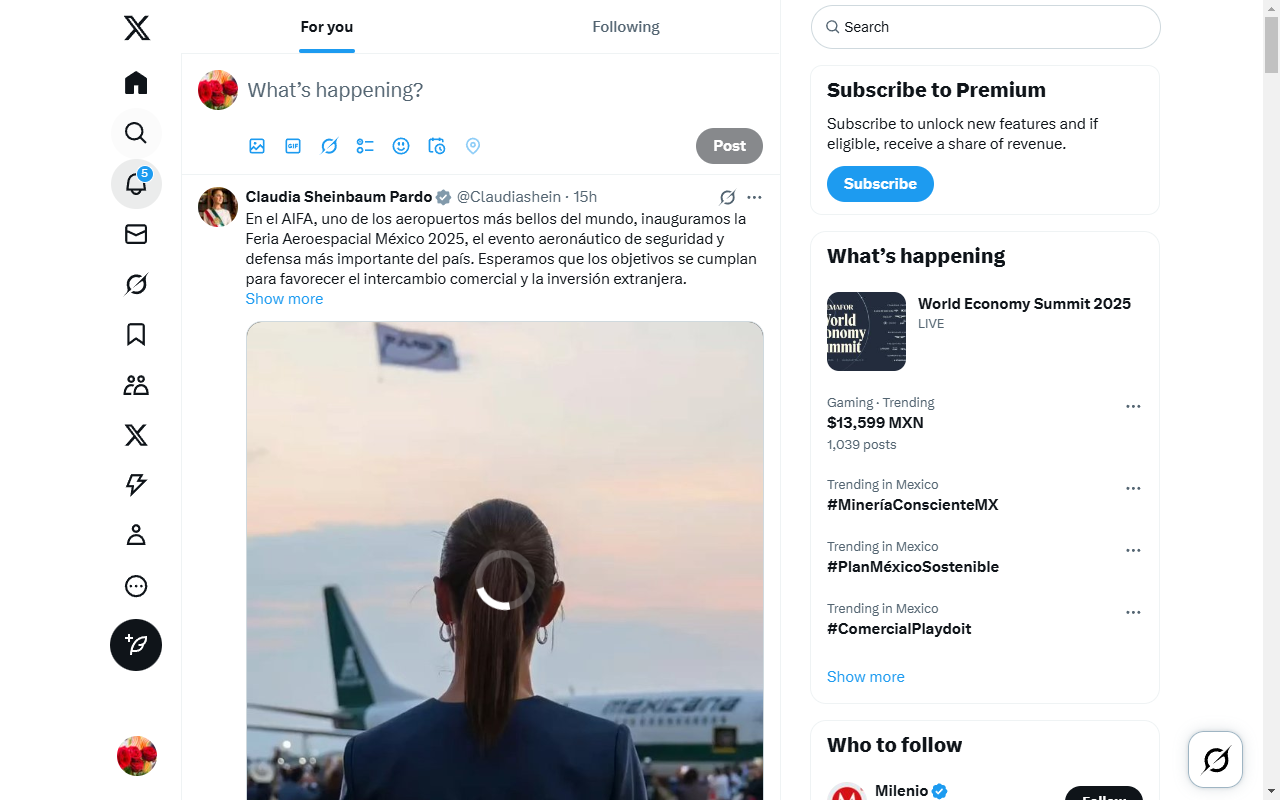 For you
Following
What's happening?
GIF
Post
5
Claudia Sheinbaum Pardo @Claudiashein · 15h
En el AIFA, uno de los aeropuertos más bellos del mundo, inauguramos la
Feria Aeroespacial México 2025, el evento aeronáutico de seguridad y
defensa más importante del país. Esperamos que los objetivos se cumplan
para favorecer el intercambio comercial y la inversión extranjera.
Show more
mexicana
Search
Subscribe to Premium
Subscribe to unlock new features and if
eligible, receive a share of revenue.
Subscribe
What's happening
World Economy Summit 2025
LIVE
Gaming · Trending
$13,599 MXN
1,039 posts
Trending in Mexico
#MineríaConscienteMX
Trending in Mexico
#PlanMéxicoSostenible
Trending in Mexico
#ComercialPlaydoit
Show more
Who to follow
Milenio
Follow